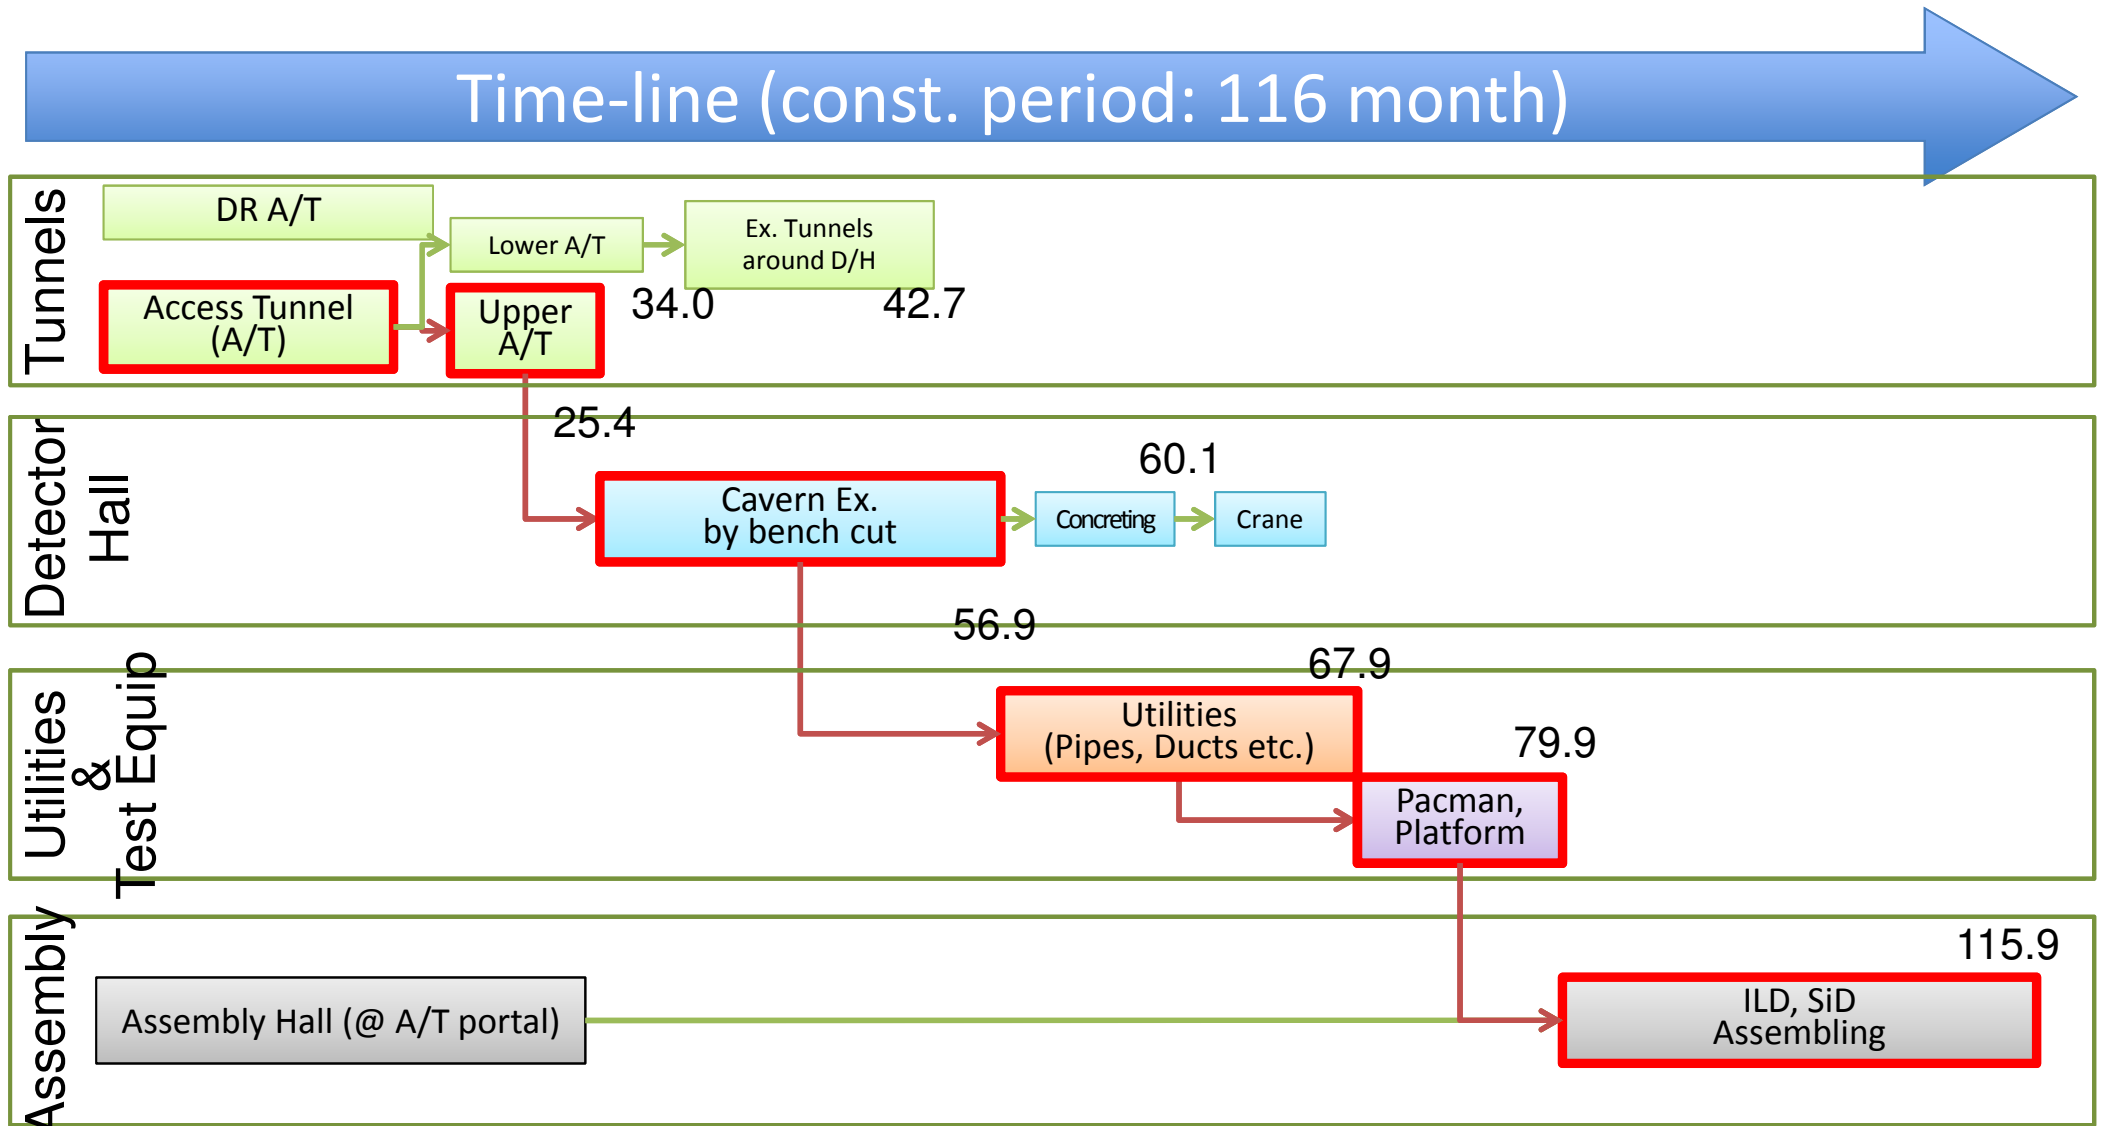 Time-line (const. period: 116 month)
Tunnels
DR A/T
Lower A/T
Ex. Tunnels
around D/H
Access Tunnel
(A/T)
Upper
A/T
34.0
42.7
25.4
Detector
Hall
Cavern Ex.
by bench cut
60.1
Concreting
Crane
56.9
67.9
Utilities
&
Test Equip
Utilities
(Pipes, Ducts etc.)
79.9
Pacman,
Platform
Assembly
115.9
Assembly Hall (@ A/T portal)
ILD, SiD
Assembling